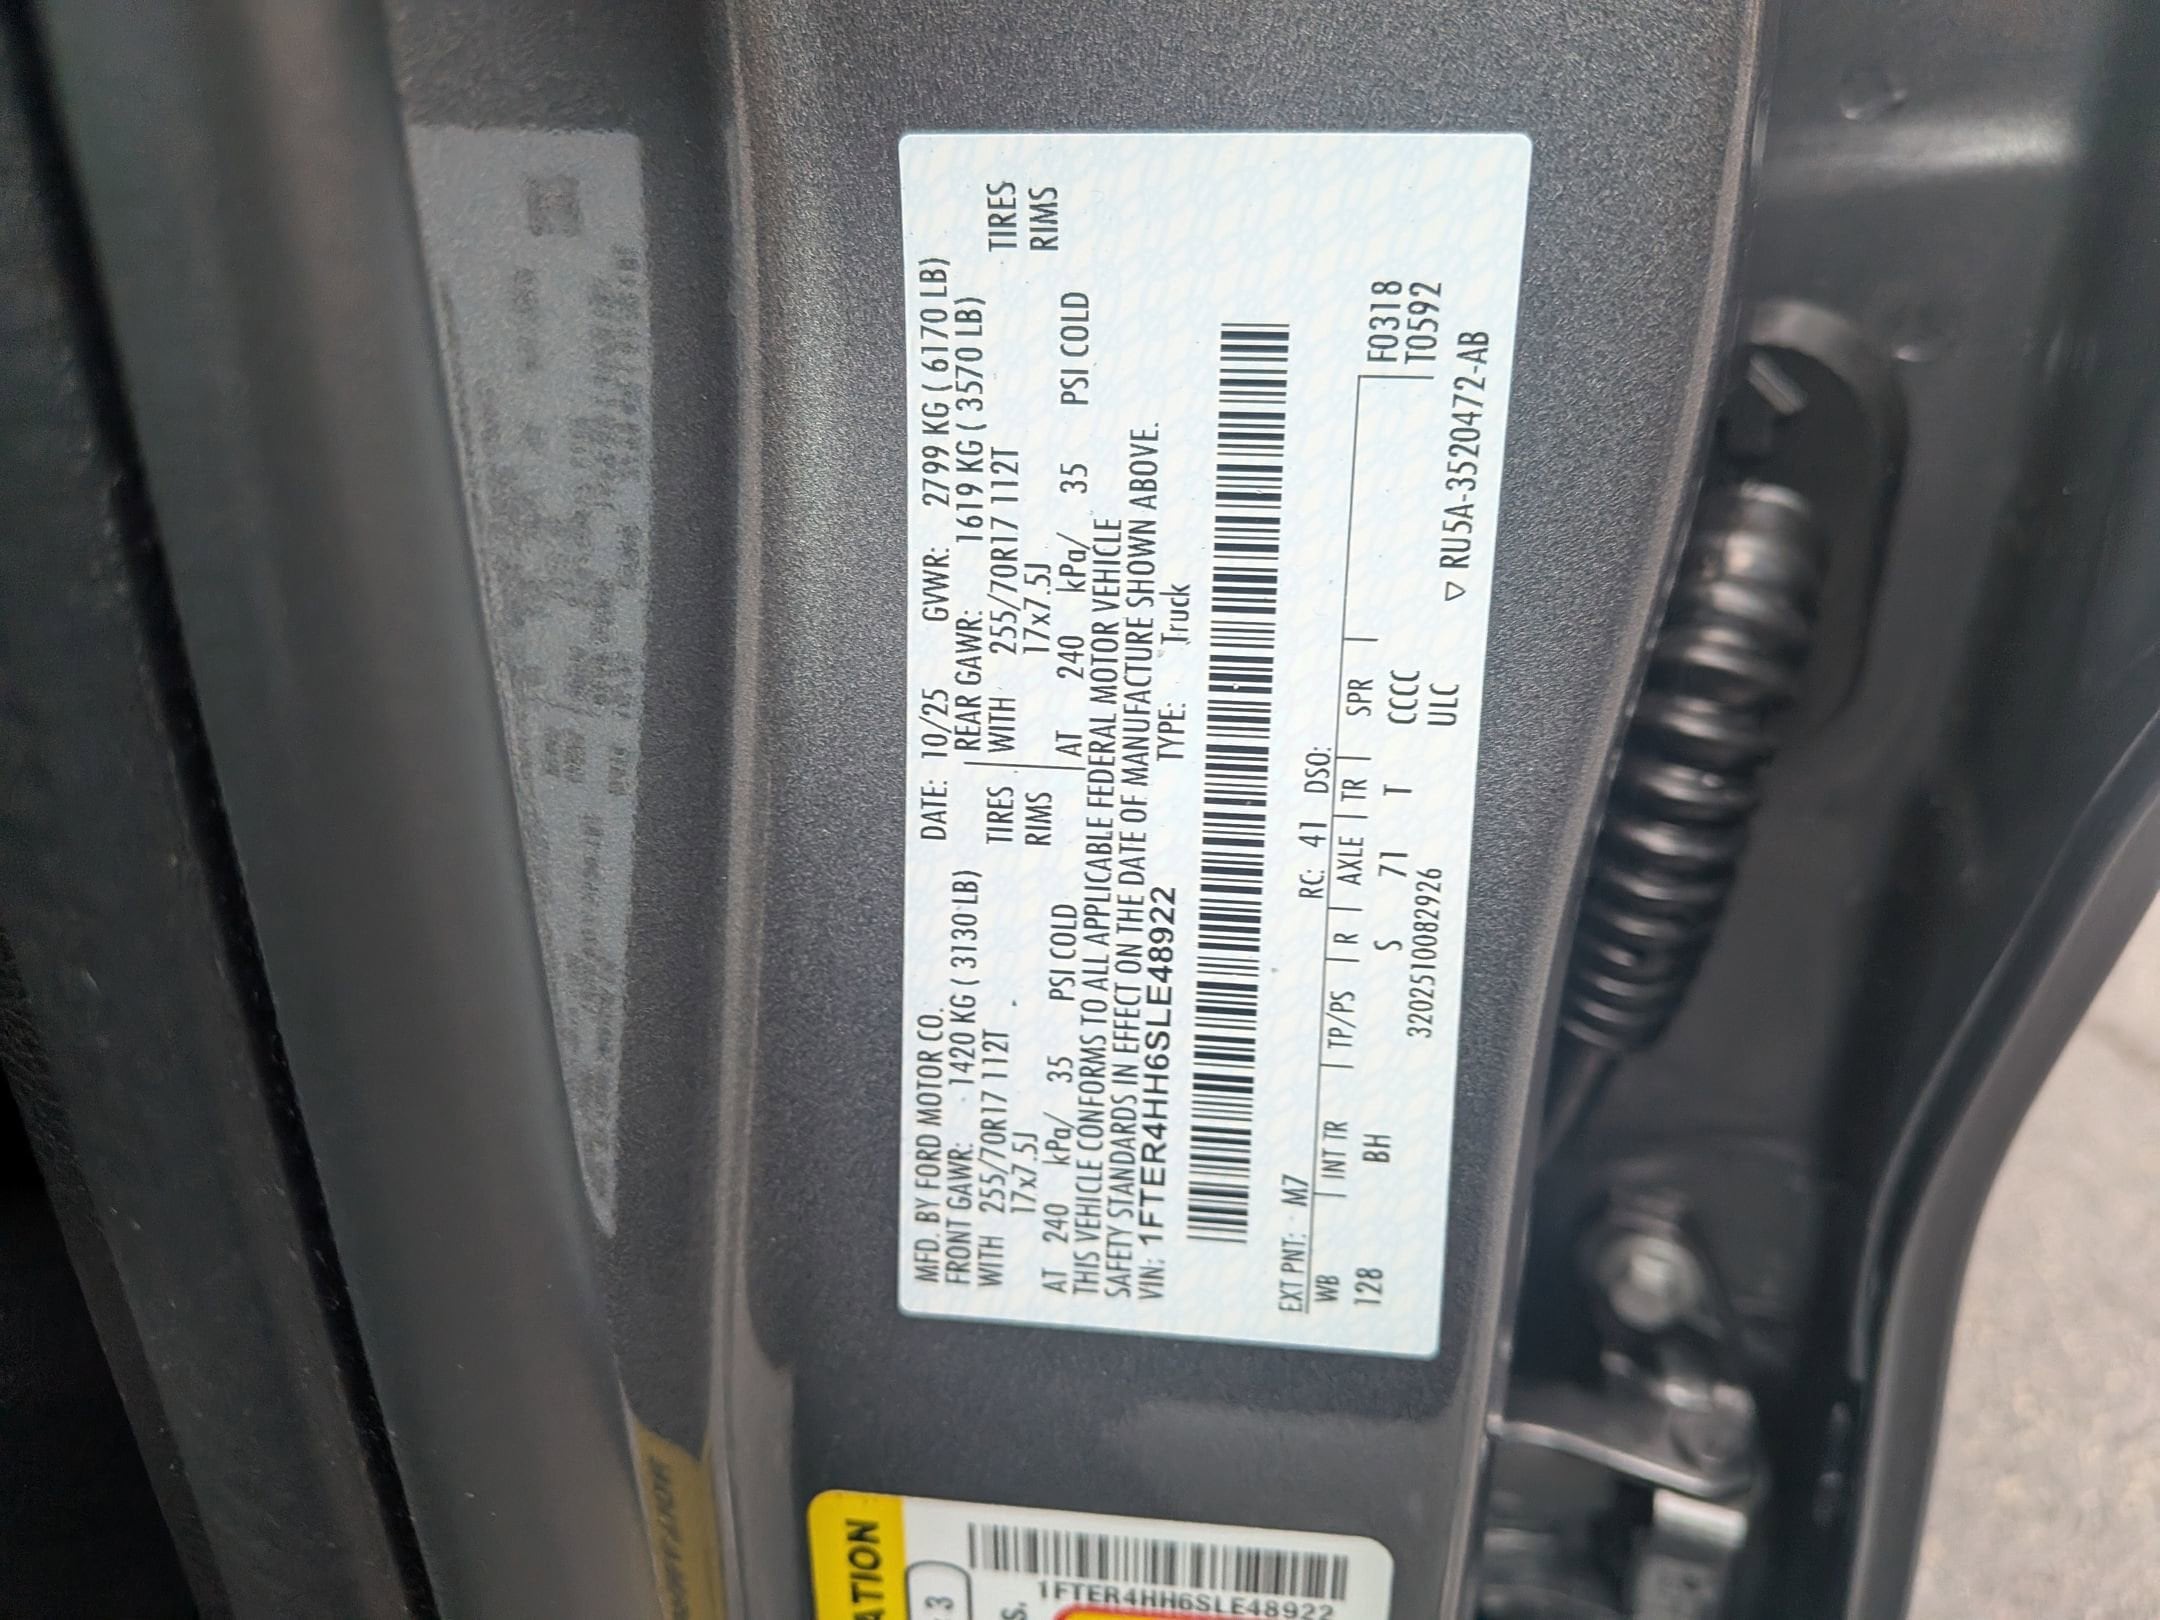 MFD. BY FORD MOTOR CO. DATE: 10/25 GVWR: 2799 KG ( 6170 LB)
FRONT GAWR: 1420 KG ( 3130 LB) REAR GAWR: 1619 KG ( 3570 LB)
WITH 255/70R17 112T TIRES WITH 255/70R17 112T TIRES
17x7.5J RIMS 17x7.5J RIMS
AT 240 kPa/ 35 PSI COLD AT 240 kPa/ 35 PSI COLD
THIS VEHICLE CONFORMS TO ALL APPLICABLE FEDERAL MOTOR VEHICLE
SAFETY STANDARDS IN EFFECT ON THE DATE OF MANUFACTURE SHOWN ABOVE.
VIN: 1FTER4HH6SLE48922 TYPE: Truck
EXT PNT: M7 RC: 41 DSO:
WB INT TR TP/PS R AXLE TR SPR F0318
128 BH S 71 T CCCC T0592
3202510082926 ULC
▽ RU5A-3520472-AB
ATION
3
S.
1FTER4HH6SLE48922